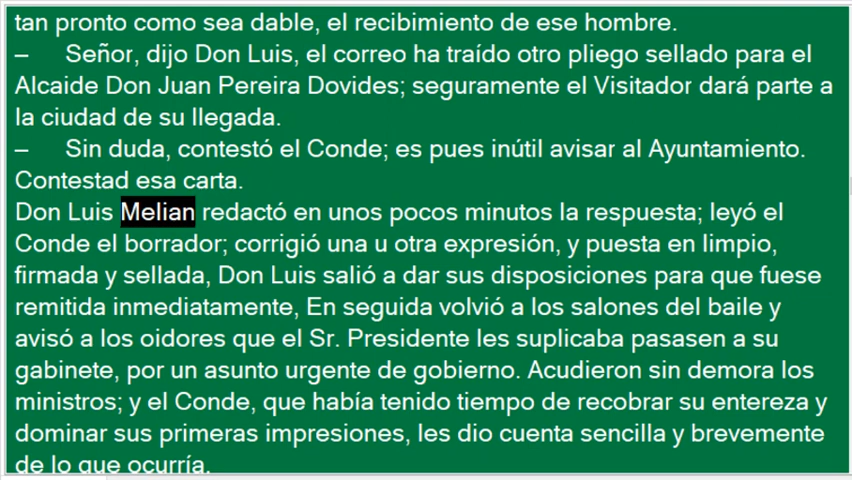 tan pronto como sea dable, el recibimiento de ese hombre.
– Señor, dijo Don Luis, el correo ha traído otro pliego sellado para el
Alcaide Don Juan Pereira Dovides; seguramente el Visitador dará parte a
la ciudad de su llegada.
– Sin duda, contestó el Conde; es pues inútil avisar al Ayuntamiento.
Contestad esa carta.
Don Luis Melian redactó en unos pocos minutos la respuesta; leyó el
Conde el borrador; corrigió una u otra expresión, y puesta en limpio,
firmada y sellada, Don Luis salió a dar sus disposiciones para que fuese
remitida inmediatamente, En seguida volvió a los salones del baile y
avisó a los oidores que el Sr. Presidente les suplicaba pasasen a su
gabinete, por un asunto urgente de gobierno. Acudieron sin demora los
ministros; y el Conde, que había tenido tiempo de recobrar su entereza y
dominar sus primeras impresiones, les dio cuenta sencilla y brevemente
de lo que ocurría.